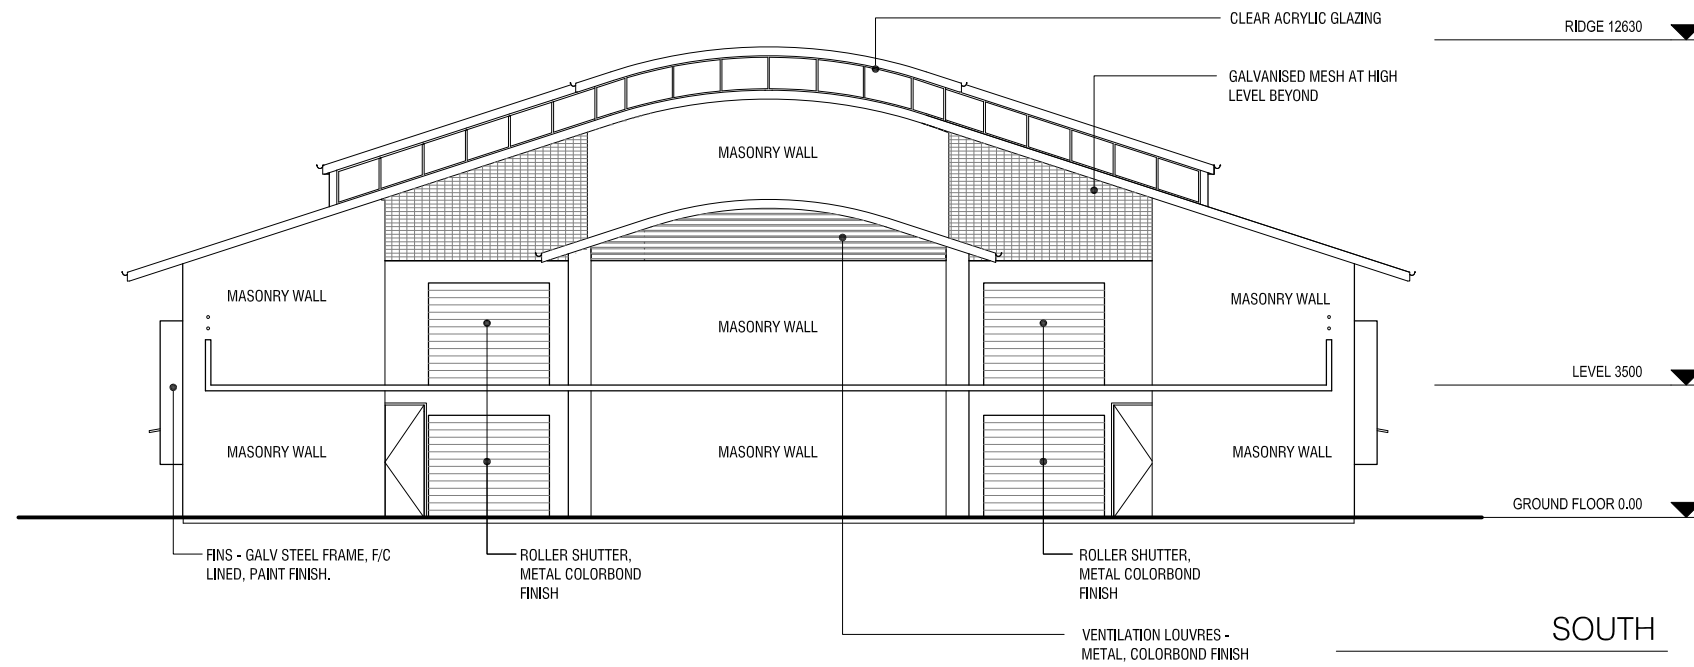 CLEAR ACRYLIC GLAZING
RIDGE 12630
GALVANISED MESH AT HIGH
LEVEL BEYOND
MASONRY WALL
MASONRY WALL
MASONRY WALL
MASONRY WALL
LEVEL 3500
MASONRY WALL
MASONRY WALL
MASONRY WALL
GROUND FLOOR 0.00
FINS - GALV STEEL FRAME, F/C
LINED, PAINT FINISH.
ROLLER SHUTTER,
METAL COLORBOND
FINISH
ROLLER SHUTTER,
METAL COLORBOND
FINISH
VENTILATION LOUVRES -
METAL, COLORBOND FINISH
SOUTH